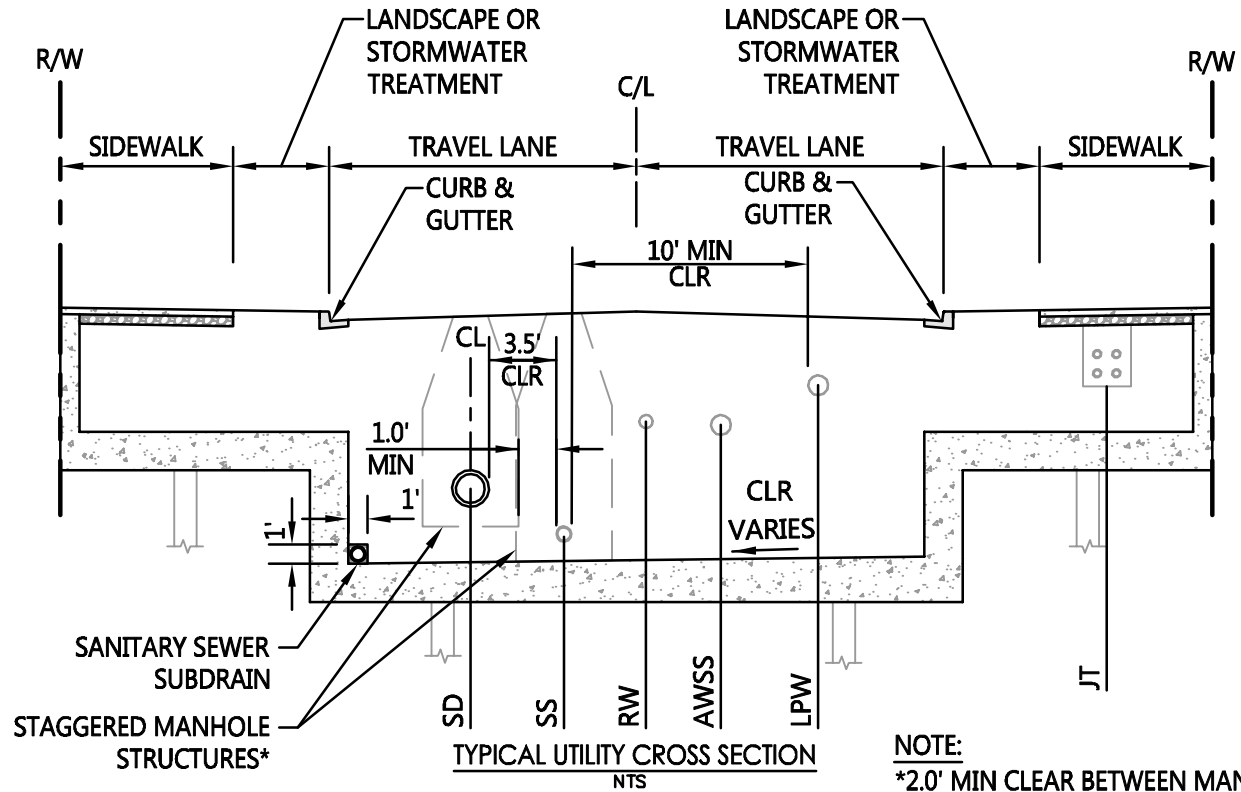 LANDSCAPE OR
STORMWATER
TREATMENT
LANDSCAPE OR
STORMWATER
TREATMENT
R/W
C/L
R/W
SIDEWALK
TRAVEL LANE
TRAVEL LANE
SIDEWALK
CURB &
GUTTER
CURB &
GUTTER
10' MIN
CLR
CL
3.5'
CLR
1.0'
MIN
1'
1'
CLR
VARIES
SANITARY SEWER
SUBDRAIN
STAGGERED MANHOLE
STRUCTURES*
SD
SS
RW
AWSS
LPW
JT
TYPICAL UTILITY CROSS SECTION
NTS
NOTE:
*2.0' MIN CLEAR BETWEEN